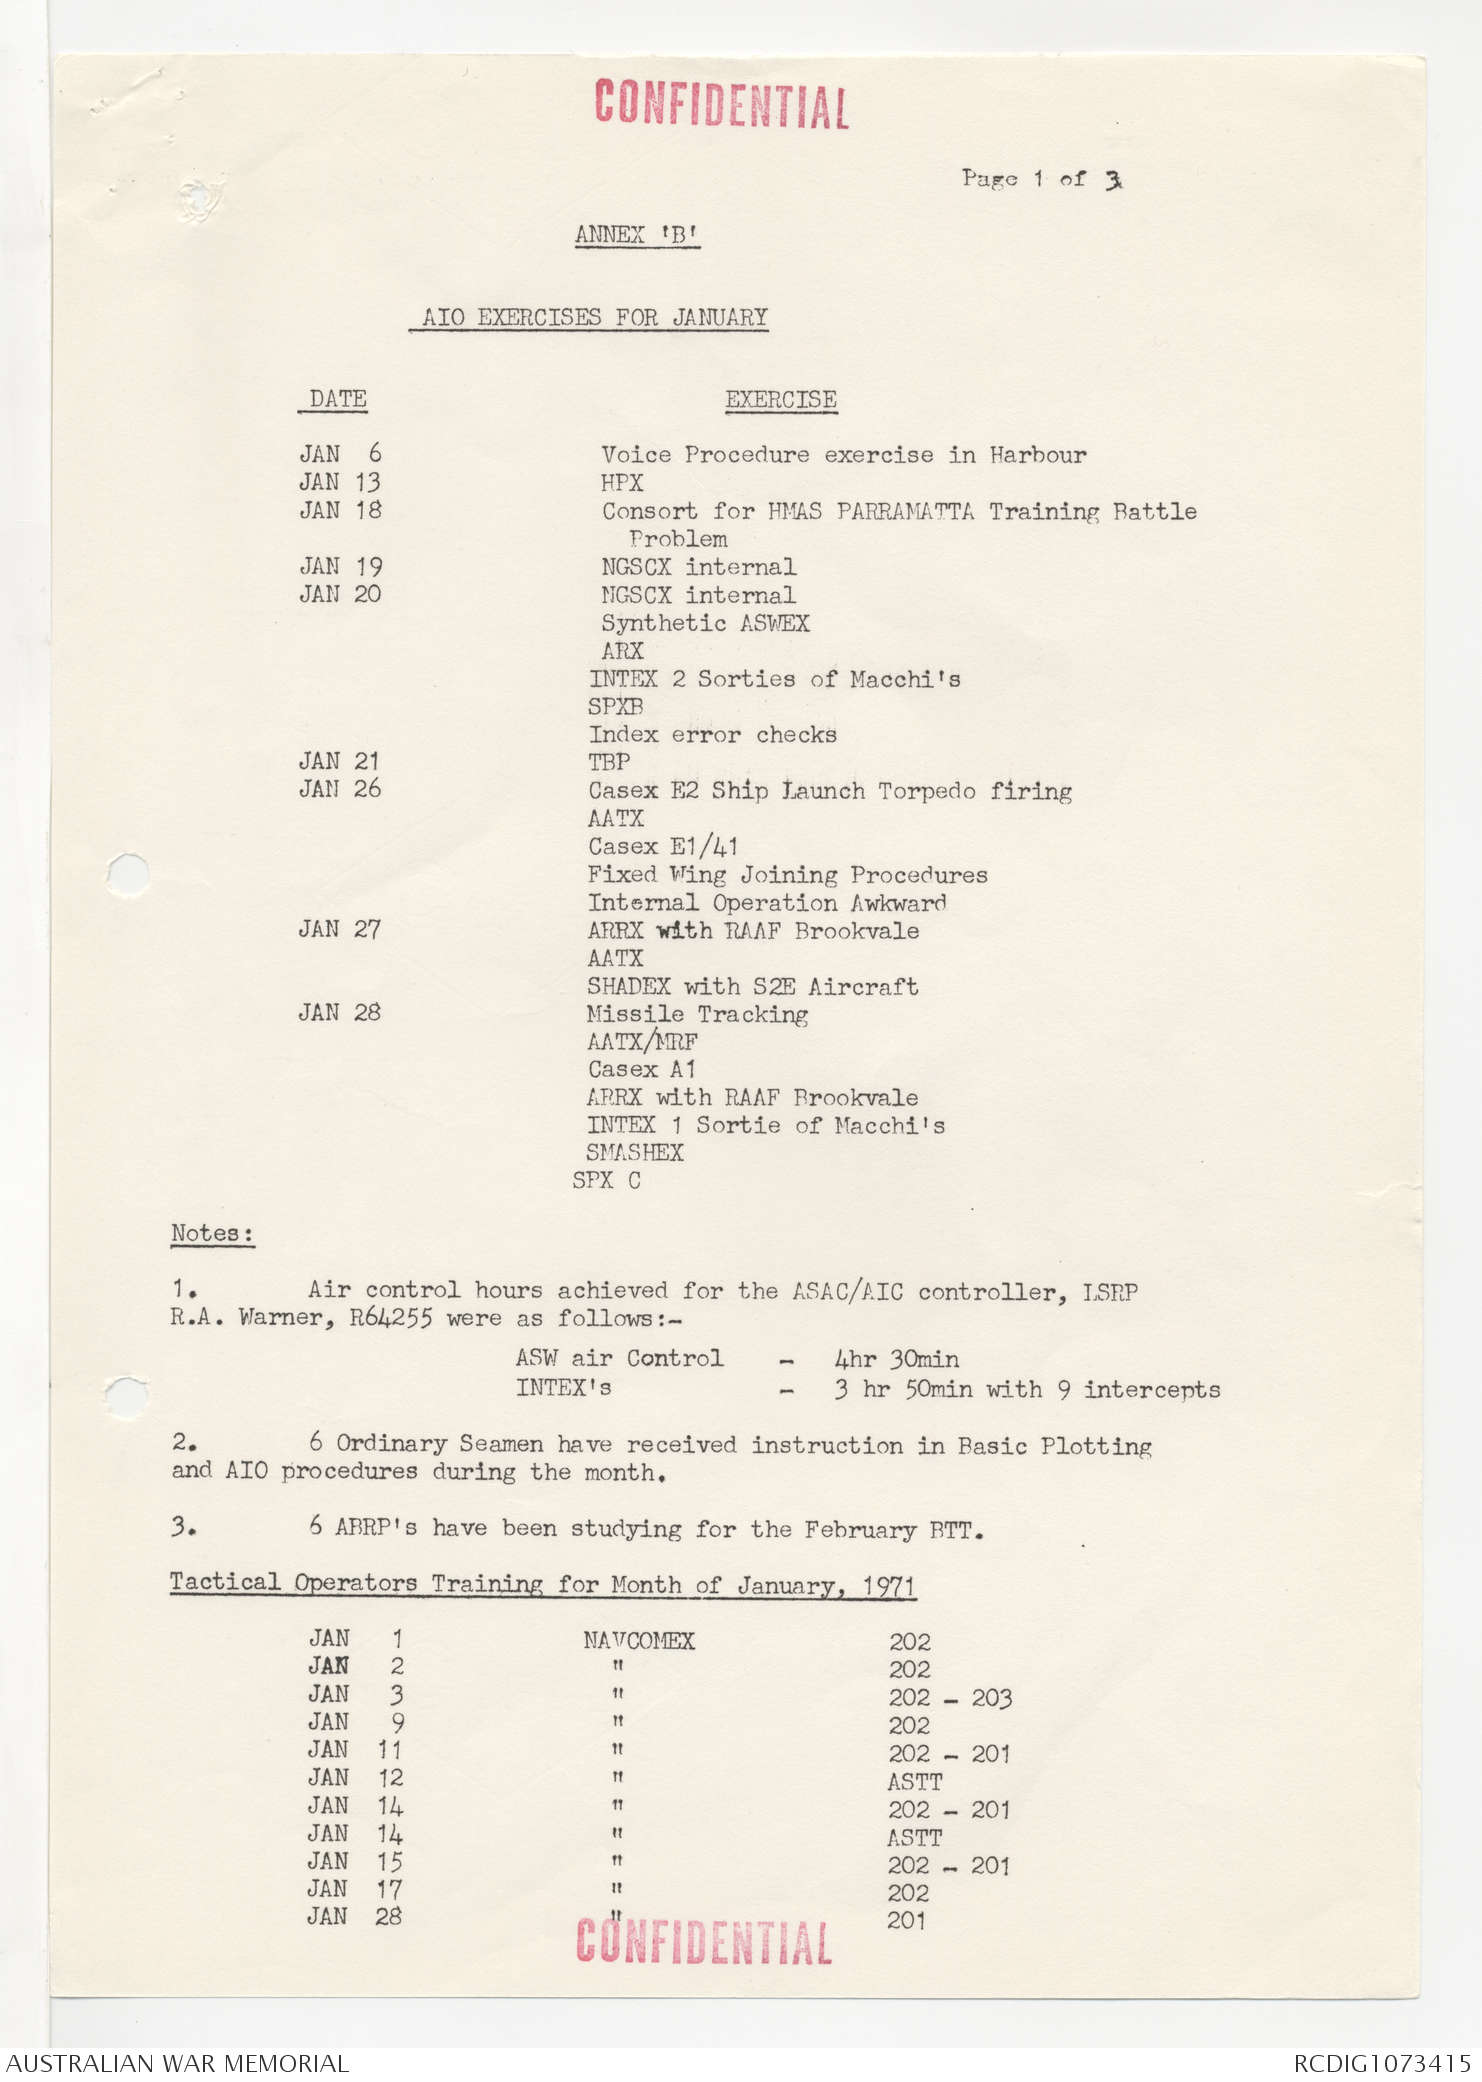 CONFIDENTIAL
Page 1 of 3
ANNEX 'B'
AIO EXERCISES FOR JANUARY
DATE EXERCISE
JAN 6 Voice Procedure exercise in Harbour
JAN 13 HPX
JAN 18 Consort for HMAS PARRAMATTA Training Battle
Problem
JAN 19 NGSCX internal
JAN 20 NGSCX internal
Synthetic ASWEX
ARX
INTEX 2 Sorties of Macchi's
SPXB
Index error checks
JAN 21 TBP
JAN 26 Casex E2 Ship Launch Torpedo firing
AATX
Casex E1/41
Fixed Wing Joining Procedures
Internal Operation Awkward
JAN 27 ARRX with RAAF Brookvale
AATX
SHADEX with S2E Aircraft
JAN 28 Missile Tracking
AATX/MRF
Casex A1
ARRX with RAAF Brookvale
INTEX 1 Sortie of Macchi's
SMASHEX
SPX C
Notes:
1. Air control hours achieved for the ASAC/AIC controller, LSRP
R.A. Warner, R64255 were as follows:-
ASW air Control - 4hr 30min
INTEX's - 3 hr 50min with 9 intercepts
2. 6 Ordinary Seamen have received instruction in Basic Plotting
and AIO procedures during the month.
3. 6 ABRP's have been studying for the February BTT.
Tactical Operators Training for Month of January, 1971
JAN 1 NAVCOMEX 202
JAN 2 " 202
JAN 3 " 202 - 203
JAN 9 " 202
JAN 11 " 202 - 201
JAN 12 " ASTT
JAN 14 " 202 - 201
JAN 14 " ASTT
JAN 15 " 202 - 201
JAN 17 " 202
JAN 28 " 201
CONFIDENTIAL
AUSTRALIAN WAR MEMORIAL RCDIG1073415